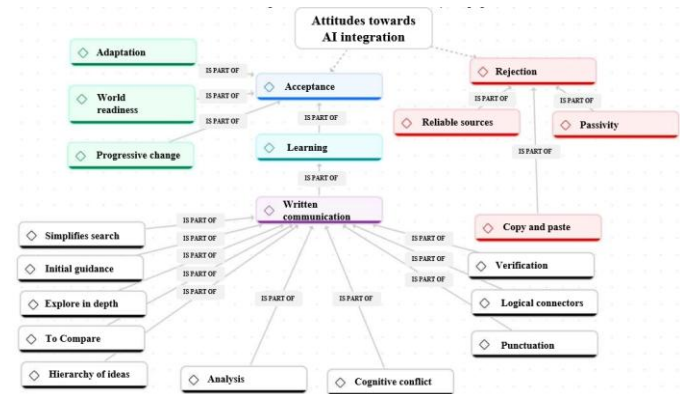 Attitudes towards
AI integration
Adaptation
IS PART OF
Rejection
Acceptance
World
readiness
IS PART OF
IS PART OF
IS PART OF
IS PART OF
IS PART OF
Reliable sources
Passivity
Progressive change
Learning
IS PART OF
IS PART OF
Written
communication
IS PART OF
Simplifies search
IS PART OF
Copy and paste
IS PART OF
Initial guidance
IS PART OF
IS PART OF
Verification
IS PART OF
IS PART OF
Explore in depth
IS PART OF
IS PART OF
IS PART OF
Logical connectors
To Compare
Punctuation
Hierarchy of ideas
Analysis
Cognitive conflict